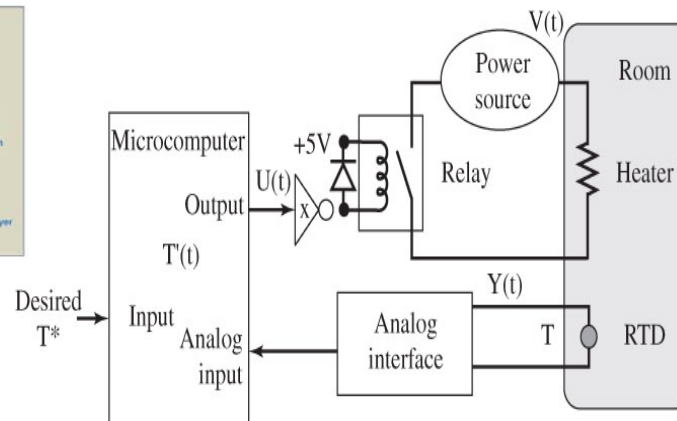 V(t)
Power
source
Room
Microcomputer
+5V
U(t)
Output
x
Relay
Heater
T'(t)
Y(t)
Desired
T*
Input
Analog
input
Analog
interface
T
RTD